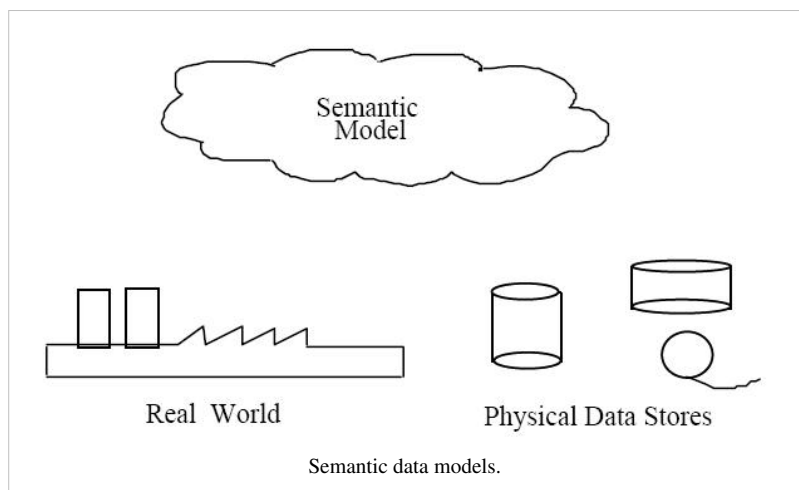 Semantic
Model
Real World
Physical Data Stores
Semantic data models.